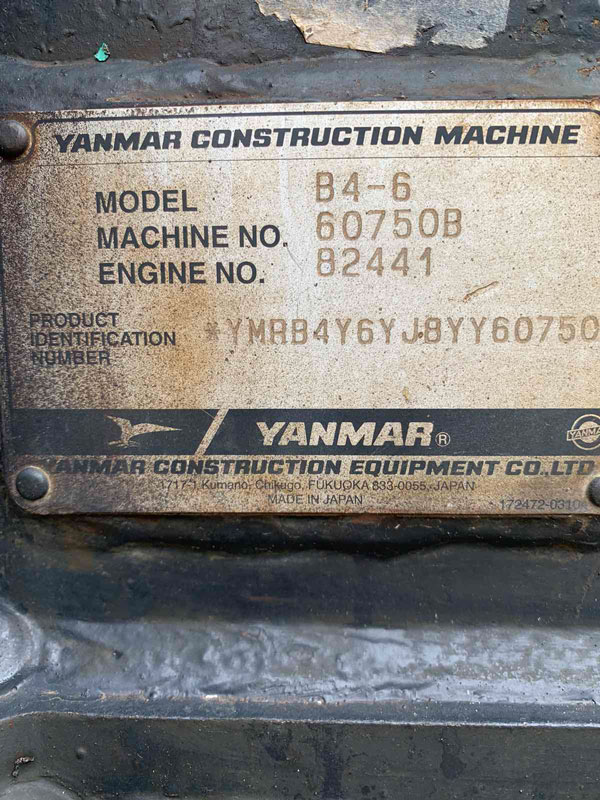 YANMAR CONSTRUCTION MACHINE
MODEL B4-6
MACHINE NO. 60750B
ENGINE NO. 82441
PRODUCT
IDENTIFICATION *YMRB4Y6YJBYY60750
NUMBER
YANMAR® YANMAR
YANMAR CONSTRUCTION EQUIPMENT CO.,LTD
1717-1 Kumano, Chikugo, FUKUOKA 833-0055, JAPAN
MADE IN JAPAN 172472-0310